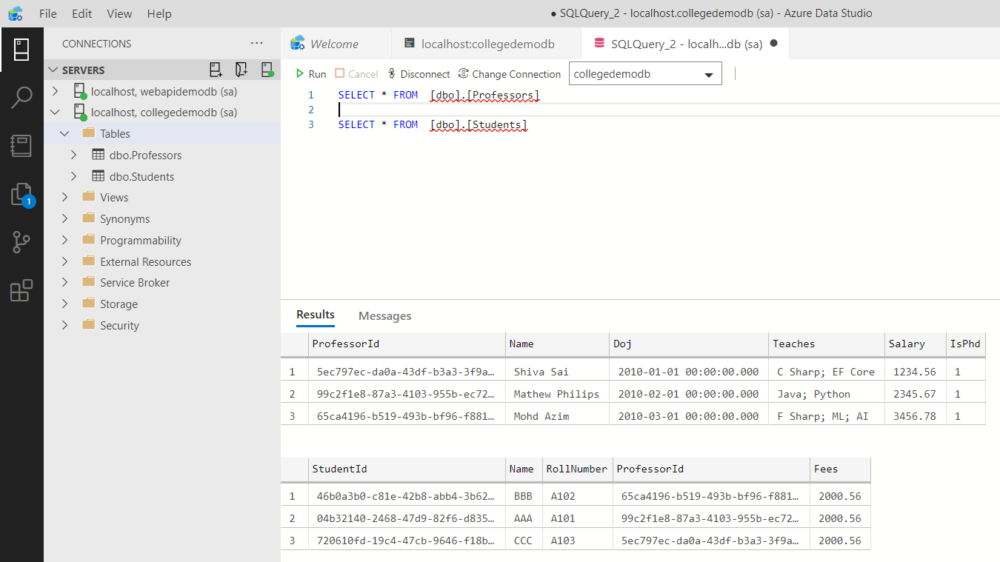 File Edit View Help
● SQLQuery_2 - localhost.collegedemodb (sa) - Azure Data Studio
CONNECTIONS ...
SERVERS
localhost, webapidemodb (sa)
localhost, collegedemodb (sa)
Tables
dbo.Professors
dbo.Students
Views
Synonyms
Programmability
External Resources
Service Broker
Storage
Security
1
Welcome
localhost:collegedemodb
SQLQuery_2 - localh...db (sa) ●
Run Cancel Disconnect Change Connection collegedemodb
1 SELECT * FROM [dbo].[Professors]
2
3 SELECT * FROM [dbo].[Students]
Results Messages
ProfessorId Name Doj Teaches Salary IsPhd
1 5ec797ec-da0a-43df-b3a3-3f9a… Shiva Sai 2010-01-01 00:00:00.000 C Sharp; EF Core 1234.56 1
2 99c2f1e8-87a3-4103-955b-ec72… Mathew Philips 2010-02-01 00:00:00.000 Java; Python 2345.67 1
3 65ca4196-b519-493b-bf96-f881… Mohd Azim 2010-03-01 00:00:00.000 F Sharp; ML; AI 3456.78 1
StudentId Name RollNumber ProfessorId Fees
1 46b0a3b0-c81e-42b8-abb4-3b62… BBB A102 65ca4196-b519-493b-bf96-f881… 2000.56
2 04b32140-2468-47d9-82f6-d835… AAA A101 99c2f1e8-87a3-4103-955b-ec72… 2000.56
3 720610fd-19c4-47cb-9646-f18b… CCC A103 5ec797ec-da0a-43df-b3a3-3f9a… 2000.56